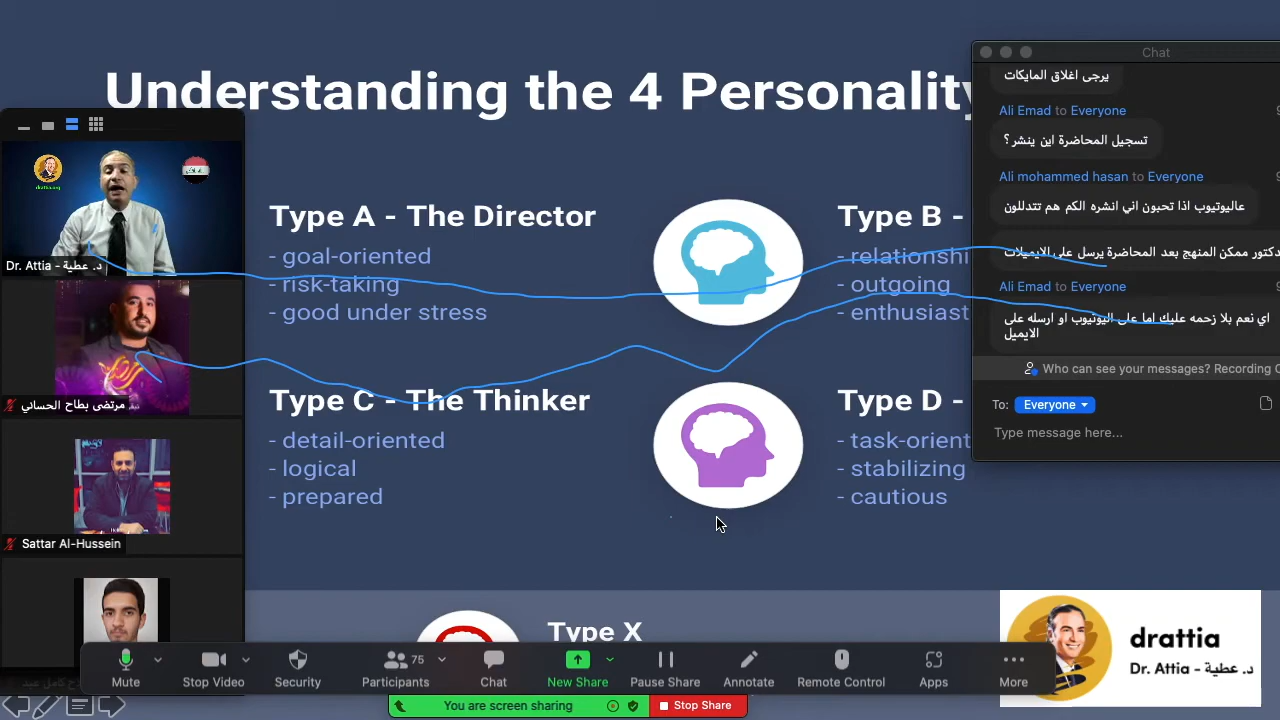 Understanding the 4 Personality
Type A - The Director
- goal-oriented
- risk-taking
- good under stress
Type B -
- relationshi
- outgoing
- enthusiast
Type C - The Thinker
- detail-oriented
- logical
- prepared
Type D -
- task-orient
- stabilizing
- cautious
Type X
drattia.org
Dr. Attia - د. عطية
مرتضى بطاح الحساني
Sattar Al-Hussein
Chat
يرجى اغلاق المايكات
Ali Emad to Everyone
تسجيل المحاضرة اين ينشر؟
Ali mohammed hasan to Everyone
عاليوتيوب اذا تحبون اني انشره الكم هم تتدللون
دكتور ممكن المنهج بعد المحاضرة يرسل على الايميلات
Ali Emad to Everyone
اي نعم بلا زحمه عليك اما على اليوتيوب او ارسله على
الايميل
Who can see your messages? Recording
To: Everyone
Type message here...
drattia
Dr. Attia - د. عطية
Mute
Stop Video
Security
75
Participants
Chat
New Share
Pause Share
Annotate
Remote Control
Apps
More
You are screen sharing
Stop Share